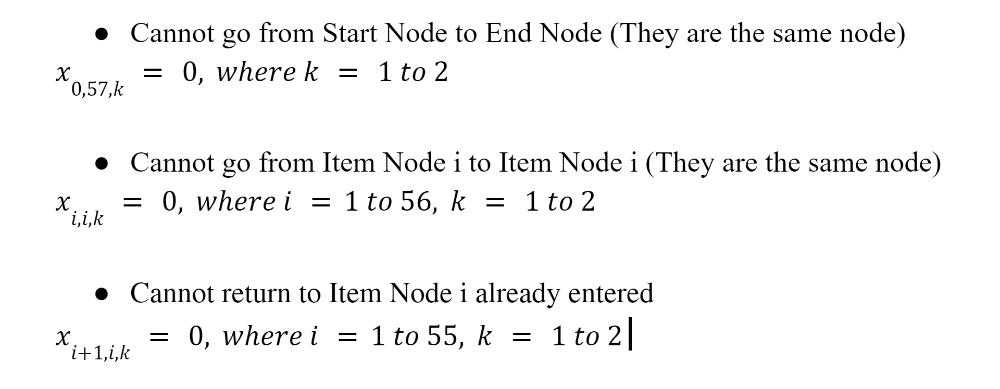 ● Cannot go from Start Node to End Node (They are the same node)
x_{0,57,k} = 0, where k = 1 to 2
● Cannot go from Item Node i to Item Node i (They are the same node)
x_{i,i,k} = 0, where i = 1 to 56, k = 1 to 2
● Cannot return to Item Node i already entered
x_{i+1,i,k} = 0, where i = 1 to 55, k = 1 to 2